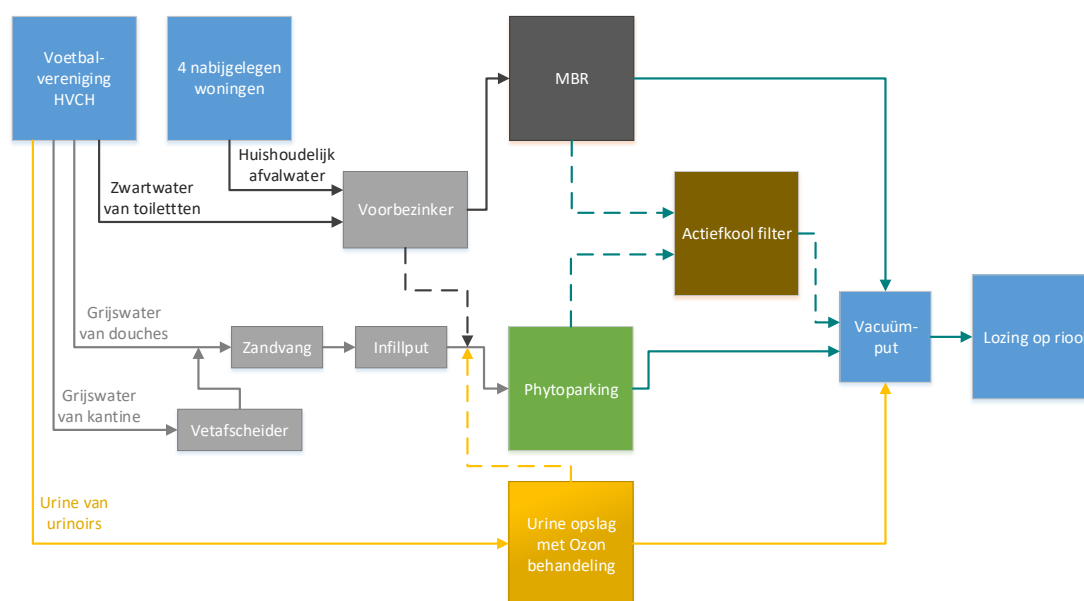 Voetbal-
vereniging
HVCH
4 nabijgelegen
woningen
MBR
Huishoudelijk
afvalwater
Zwartwater
van toilettten
Voorbezinker
Actiefkool filter
Grijswater
van douches
Zandvang
Infillput
Vacuüm-
put
Lozing op riool
Phytoparking
Grijswater
van kantine
Vetafscheider
Urine van
urinoirs
Urine opslag
met Ozon
behandeling